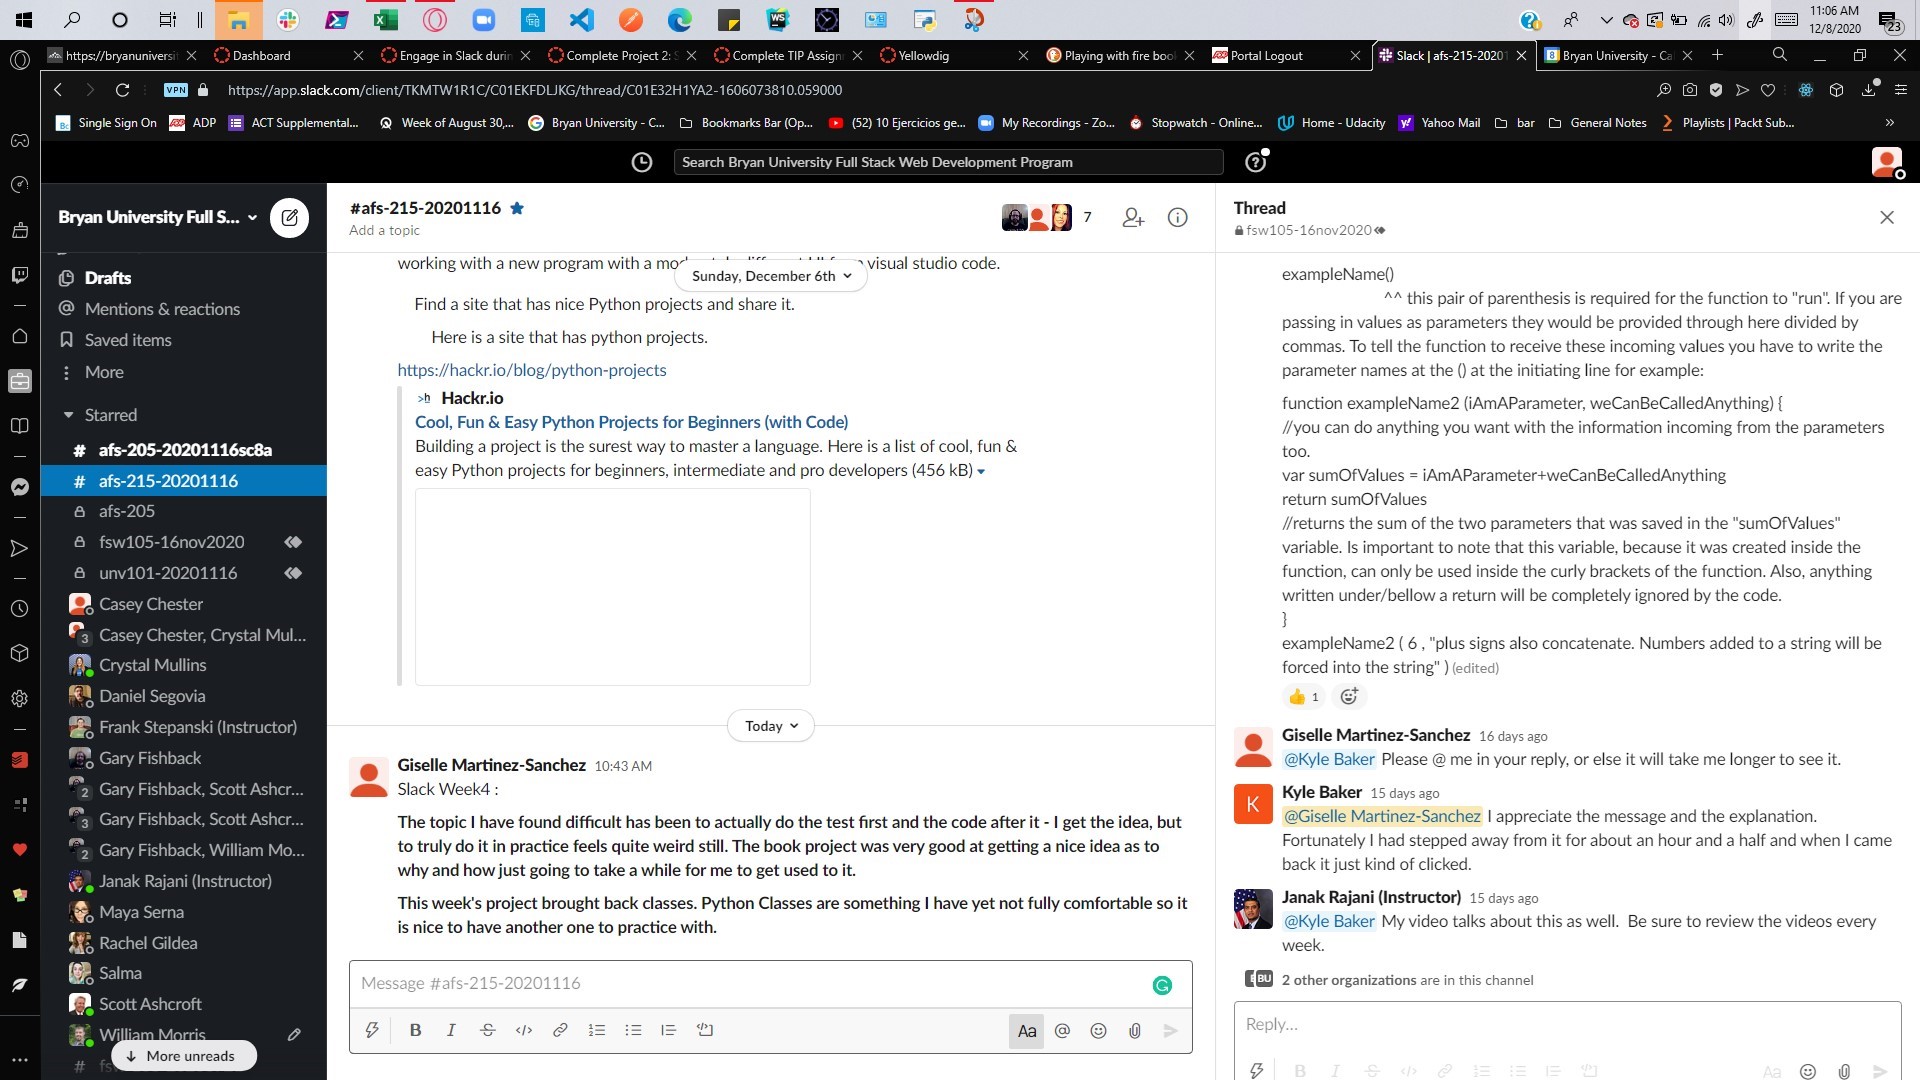 11:06 AM
12/8/2020
23
https://bryanuniversi
Dashboard
Engage in Slack durin
Complete Project 2:
Complete TIP Assign
Yellowdig
Playing with fire boo
Portal Logout
Slack | afs-215-20201
Bryan University - Ca
VPN
https://app.slack.com/client/TKMTW1R1C/C01EKFDLJKG/thread/C01E32H1YA2-1606073810.059000
Single Sign On
ADP
ACT Supplemental...
Week of August 30,...
Bryan University - C...
Bookmarks Bar (Op...
(52) 10 Ejercicios ge...
My Recordings - Zo...
Stopwatch - Online...
Home - Udacity
Yahoo Mail
bar
General Notes
Playlists | Packt Sub...
Search Bryan University Full Stack Web Development Program
Bryan University Full S...
Drafts
Mentions & reactions
Saved items
More
Starred
# afs-205-20201116sc8a
# afs-215-20201116
afs-205
fsw105-16nov2020
unv101-20201116
Casey Chester
3 Casey Chester, Crystal Mul...
Crystal Mullins
Daniel Segovia
Frank Stepanski (Instructor)
Gary Fishback
2 Gary Fishback, Scott Ashcr...
3 Gary Fishback, Scott Ashcr...
2 Gary Fishback, William Mo...
Janak Rajani (Instructor)
Maya Serna
Rachel Gildea
Salma
Scott Ashcroft
William Morris
↓ More unreads
#afs-215-20201116
Add a topic
7
Sunday, December 6th
visual studio code.
Find a site that has nice Python projects and share it.
Here is a site that has python projects.
https://hackr.io/blog/python-projects
>h Hackr.io
Cool, Fun & Easy Python Projects for Beginners (with Code)
Building a project is the surest way to master a language. Here is a list of cool, fun &
easy Python projects for beginners, intermediate and pro developers (456 kB)
Today
Giselle Martinez-Sanchez 10:43 AM
Slack Week4 :
The topic I have found difficult has been to actually do the test first and the code after it - I get the idea, but
to truly do it in practice feels quite weird still. The book project was very good at getting a nice idea as to
why and how just going to take a while for me to get used to it.
This week's project brought back classes. Python Classes are something I have yet not fully comfortable so it
is nice to have another one to practice with.
Message #afs-215-20201116
B
I
S
Aa
@
Thread
fsw105-16nov2020
exampleName()
^^ this pair of parenthesis is required for the function to "run". If you are
passing in values as parameters they would be provided through here divided by
commas. To tell the function to receive these incoming values you have to write the
parameter names at the () at the initiating line for example:
function exampleName2 (iAmAParameter, weCanBeCalledAnything) {
//you can do anything you want with the information incoming from the parameters
too.
var sumOfValues = iAmAParameter+weCanBeCalledAnything
return sumOfValues
//returns the sum of the two parameters that was saved in the "sumOfValues"
variable. Is important to note that this variable, because it was created inside the
function, can only be used inside the curly brackets of the function. Also, anything
written under/bellow a return will be completely ignored by the code.
}
exampleName2 ( 6 , "plus signs also concatenate. Numbers added to a string will be
forced into the string" ) (edited)
1
Giselle Martinez-Sanchez 16 days ago
@Kyle Baker Please @ me in your reply, or else it will take me longer to see it.
K
Kyle Baker 15 days ago
@Giselle Martinez-Sanchez I appreciate the message and the explanation.
Fortunately I had stepped away from it for about an hour and a half and when I came
back it just kind of clicked.
Janak Rajani (Instructor) 15 days ago
@Kyle Baker My video talks about this as well. Be sure to review the videos every
week.
BU 2 other organizations are in this channel
Reply...
B
I
S
Aa